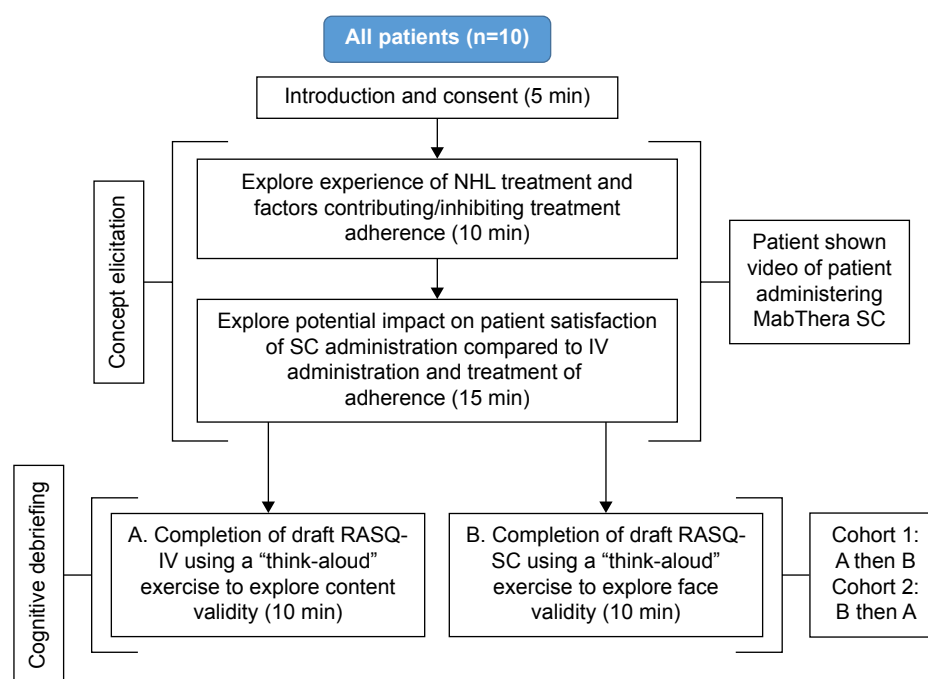 All patients (n=10)
Introduction and consent (5 min)
Concept elicitation
Explore experience of NHL treatment and
factors contributing/inhibiting treatment
adherence (10 min)
Patient shown
video of patient
administering
MabThera SC
Explore potential impact on patient satisfaction
of SC administration compared to IV
administration and treatment of
adherence (15 min)
Cognitive debriefing
A. Completion of draft RASQ-
IV using a “think-aloud”
exercise to explore content
validity (10 min)
B. Completion of draft RASQ-
SC using a “think-aloud”
exercise to explore face
validity (10 min)
Cohort 1:
A then B
Cohort 2:
B then A